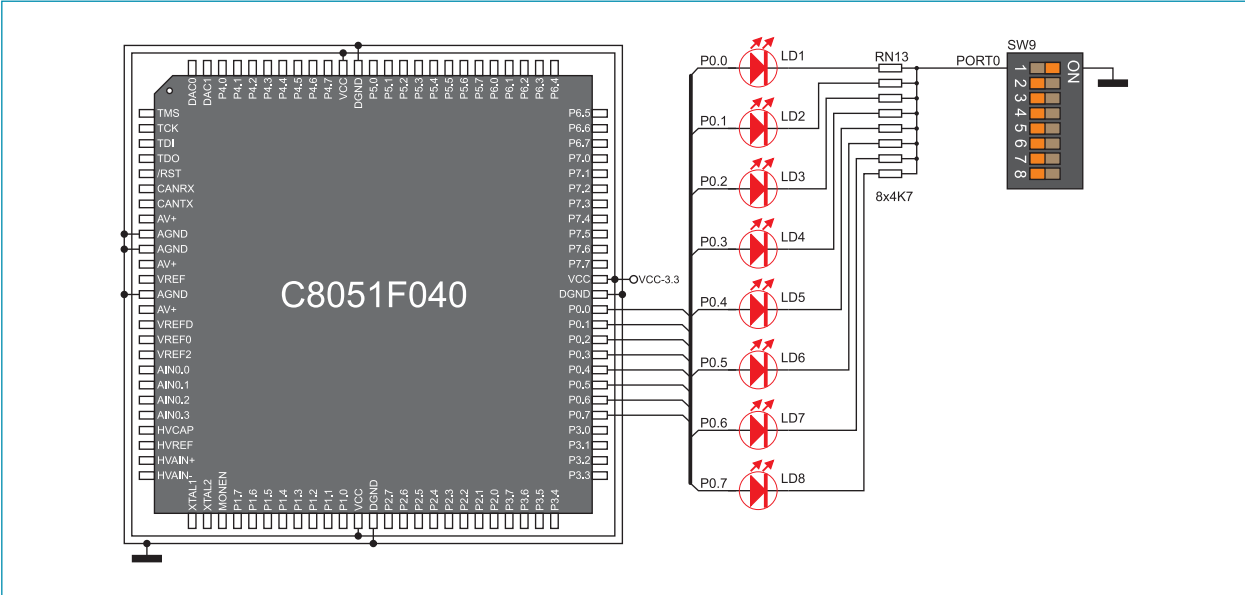 DAC0
DAC1
P4.0
P4.1
P4.2
P4.3
P4.4
P4.5
P4.6
P4.7
VCC
DGND
P5.0
P5.1
P5.2
P5.3
P5.4
P5.5
P5.6
P5.7
P6.0
P6.1
P6.2
P6.3
P6.4
TMS
TCK
TDI
TDO
/RST
CANRX
CANTX
AV+
AGND
AGND
AV+
VREF
AGND
AV+
VREFD
VREF0
VREF2
AIN0.0
AIN0.1
AIN0.2
AIN0.3
HVCAP
HVREF
HVAIN+
HVAIN-
C8051F040
P6.5
P6.6
P6.7
P7.0
P7.1
P7.2
P7.3
P7.4
P7.5
P7.6
P7.7
VCC
DGND
P0.0
P0.1
P0.2
P0.3
P0.4
P0.5
P0.6
P0.7
P3.0
P3.1
P3.2
P3.3
XTAL1
XTAL2
MONEN
P1.7
P1.6
P1.5
P1.4
P1.3
P1.2
P1.1
P1.0
VCC
DGND
P2.7
P2.6
P2.5
P2.4
P2.3
P2.2
P2.1
P2.0
P3.7
P3.6
P3.5
P3.4
VCC-3.3
P0.0
LD1
P0.1
LD2
P0.2
LD3
P0.3
LD4
P0.4
LD5
P0.5
LD6
P0.6
LD7
P0.7
LD8
RN13
8x4K7
PORT0
SW9
ON
1
2
3
4
5
6
7
8